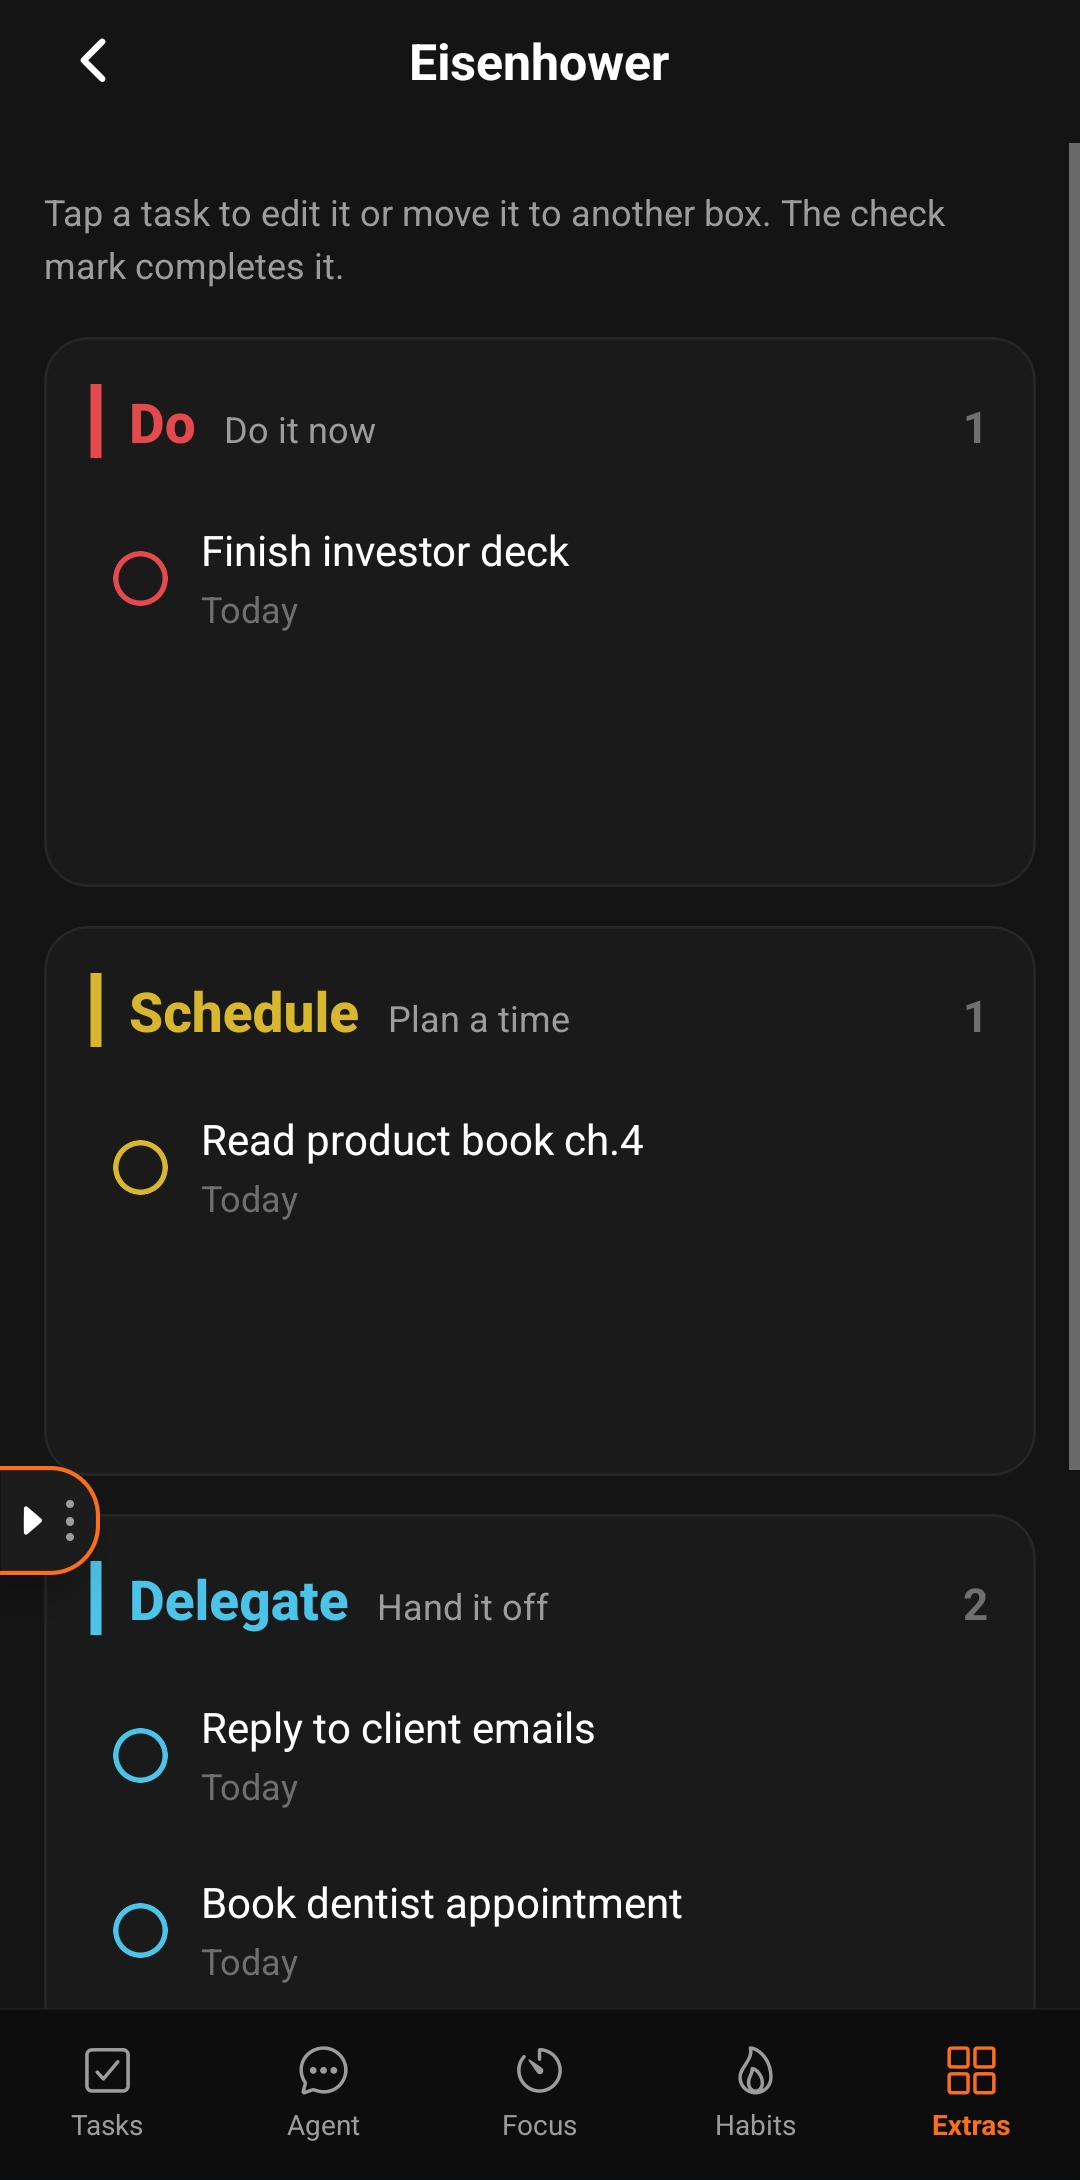 Eisenhower
Tap a task to edit it or move it to another box. The check
mark completes it.
Do Do it now 1
Finish investor deck
Today
Schedule Plan a time 1
Read product book ch.4
Today
Delegate Hand it off 2
Reply to client emails
Today
Book dentist appointment
Today
Tasks Agent Focus Habits Extras